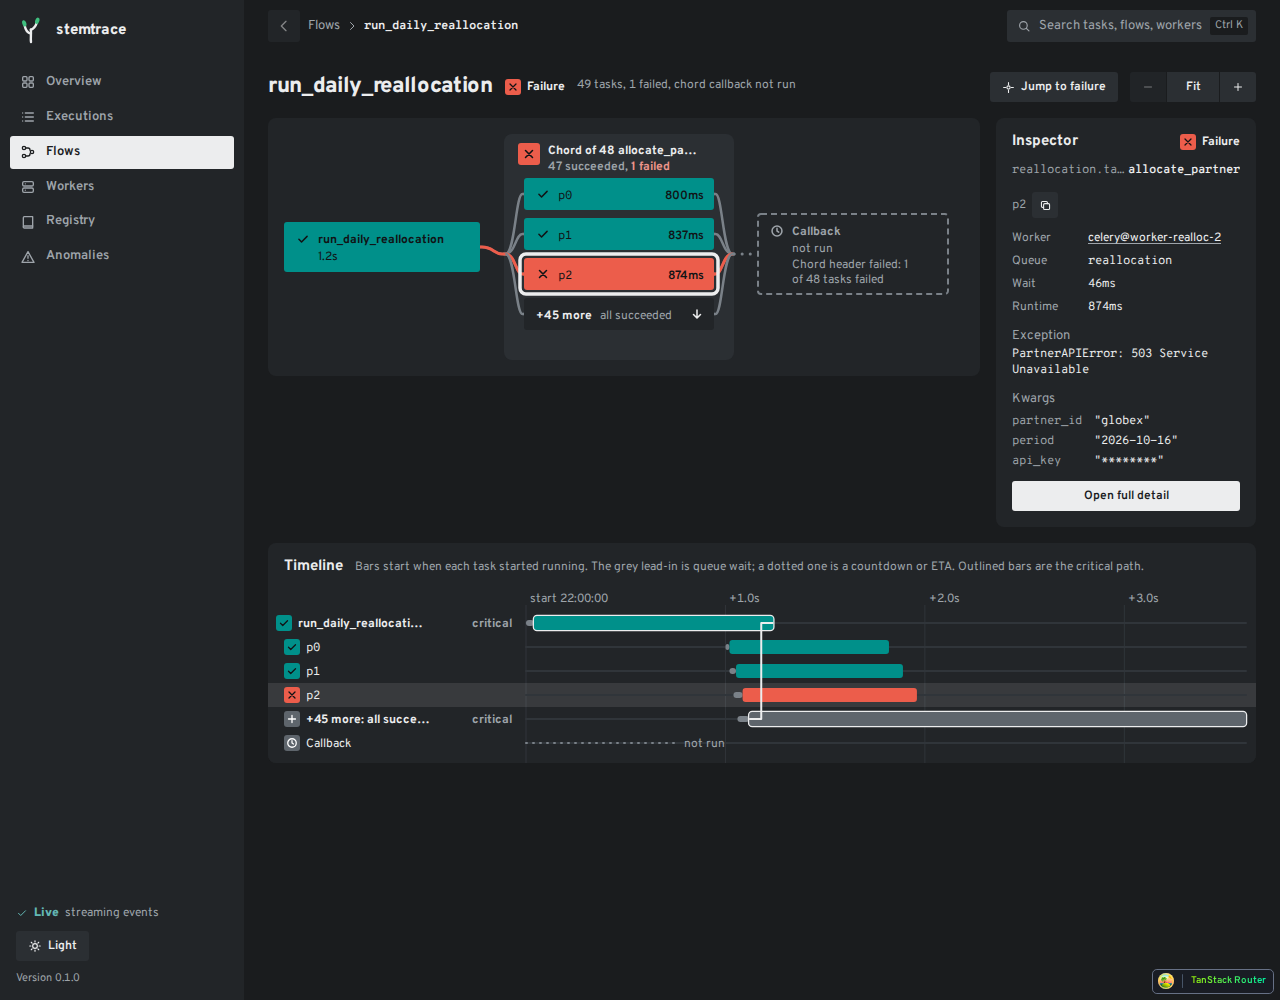 stemtrace
Overview
Executions
Flows
Workers
Registry
Anomalies
Live streaming events
Light
Version 0.1.0
Flows > run_daily_reallocation
Search tasks, flows, workers Ctrl K
run_daily_reallocation Failure 49 tasks, 1 failed, chord callback not run
Jump to failure
− Fit +
run_daily_reallocation
1.2s
Chord of 48 allocate_pa…
47 succeeded, 1 failed
p0 800ms
p1 837ms
p2 874ms
+45 more all succeeded
Callback
not run
Chord header failed: 1
of 48 tasks failed
Inspector Failure
reallocation.ta… allocate_partner
p2
Worker celery@worker-realloc-2
Queue reallocation
Wait 46ms
Runtime 874ms
Exception
PartnerAPIError: 503 Service
Unavailable
Kwargs
partner_id "globex"
period "2026-10-16"
api_key "********"
Open full detail
Timeline Bars start when each task started running. The grey lead-in is queue wait; a dotted one is a countdown or ETA. Outlined bars are the critical path.
start 22:00:00 +1.0s +2.0s +3.0s
run_daily_reallocati… critical
p0
p1
p2
+45 more: all succe… critical
Callback not run
TanStack Router